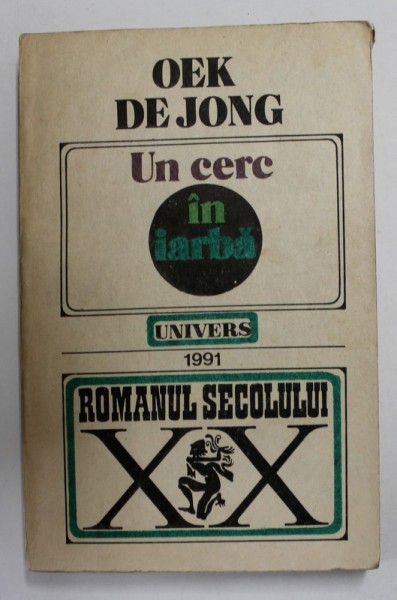 OEK
DE JONG
Un cerc
în
iarbă
UNIVERS
1991
ROMANUL SECOLULUI
XX